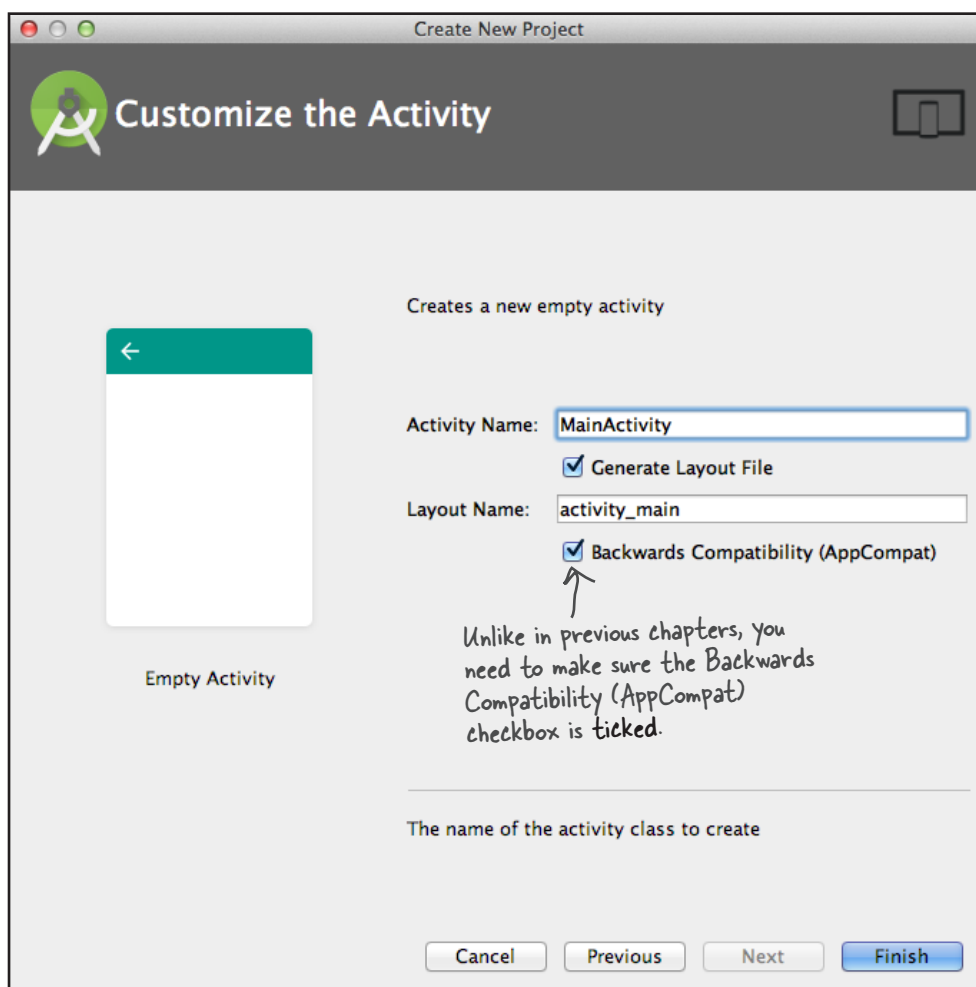 Create New Project
Customize the Activity
Creates a new empty activity
Activity Name: MainActivity
Generate Layout File
Layout Name: activity_main
Backwards Compatibility (AppCompat)
Unlike in previous chapters, you
need to make sure the Backwards
Compatibility (AppCompat)
checkbox is ticked.
Empty Activity
The name of the activity class to create
Cancel Previous Next Finish